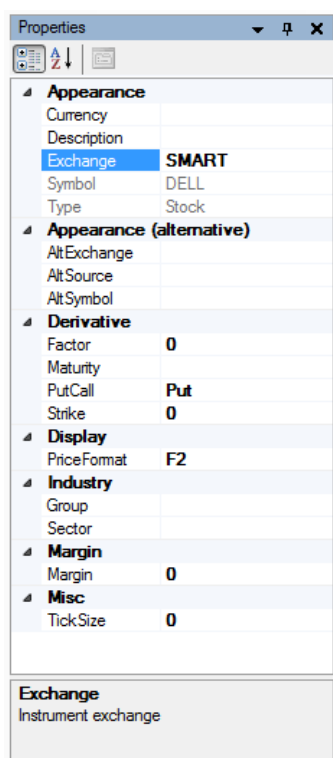 Properties
Appearance
Currency
Description
Exchange SMART
Symbol DELL
Type Stock
Appearance (alternative)
AltExchange
AltSource
AltSymbol
Derivative
Factor 0
Maturity
PutCall Put
Strike 0
Display
PriceFormat F2
Industry
Group
Sector
Margin
Margin 0
Misc
TickSize 0
Exchange
Instrument exchange